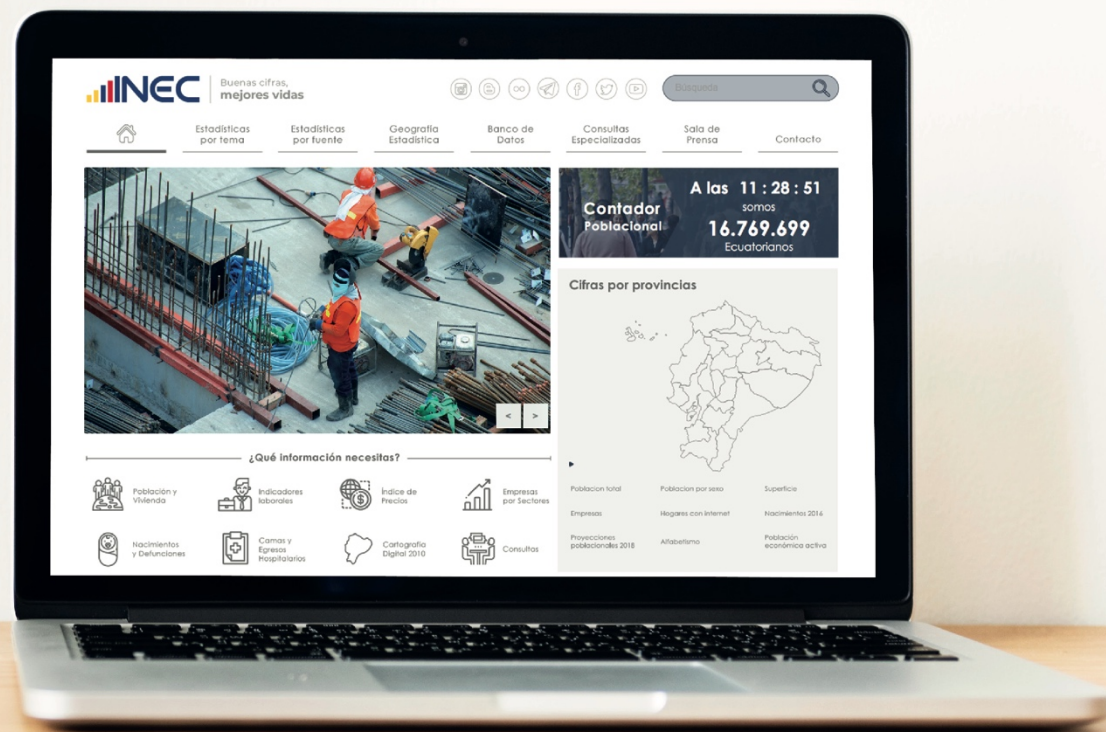 INEC
Buenas cifras,
mejores vidas
Búsqueda
Estadísticas
por tema
Estadísticas
por fuente
Geografía
Estadística
Banco de
Datos
Consultas
Especializadas
Sala de
Prensa
Contacto
Contador
Poblacional
A las 11 : 28 : 51
somos
16.769.699
Ecuatorianos
Cifras por provincias
< >
¿Qué información necesitas?
Población y
Vivienda
Indicadores
laborales
Índice de
Precios
Empresas
por Sectores
Nacimientos
y Defunciones
Camas y
Egresos
Hospitalarios
Cartografía
Digital 2010
Consultas
Poblacion total
Poblacion por sexo
Superficie
Empresas
Hogares con internet
Nacimientos 2016
Proyecciones
poblacionales 2018
Alfabetismo
Población
económica activa